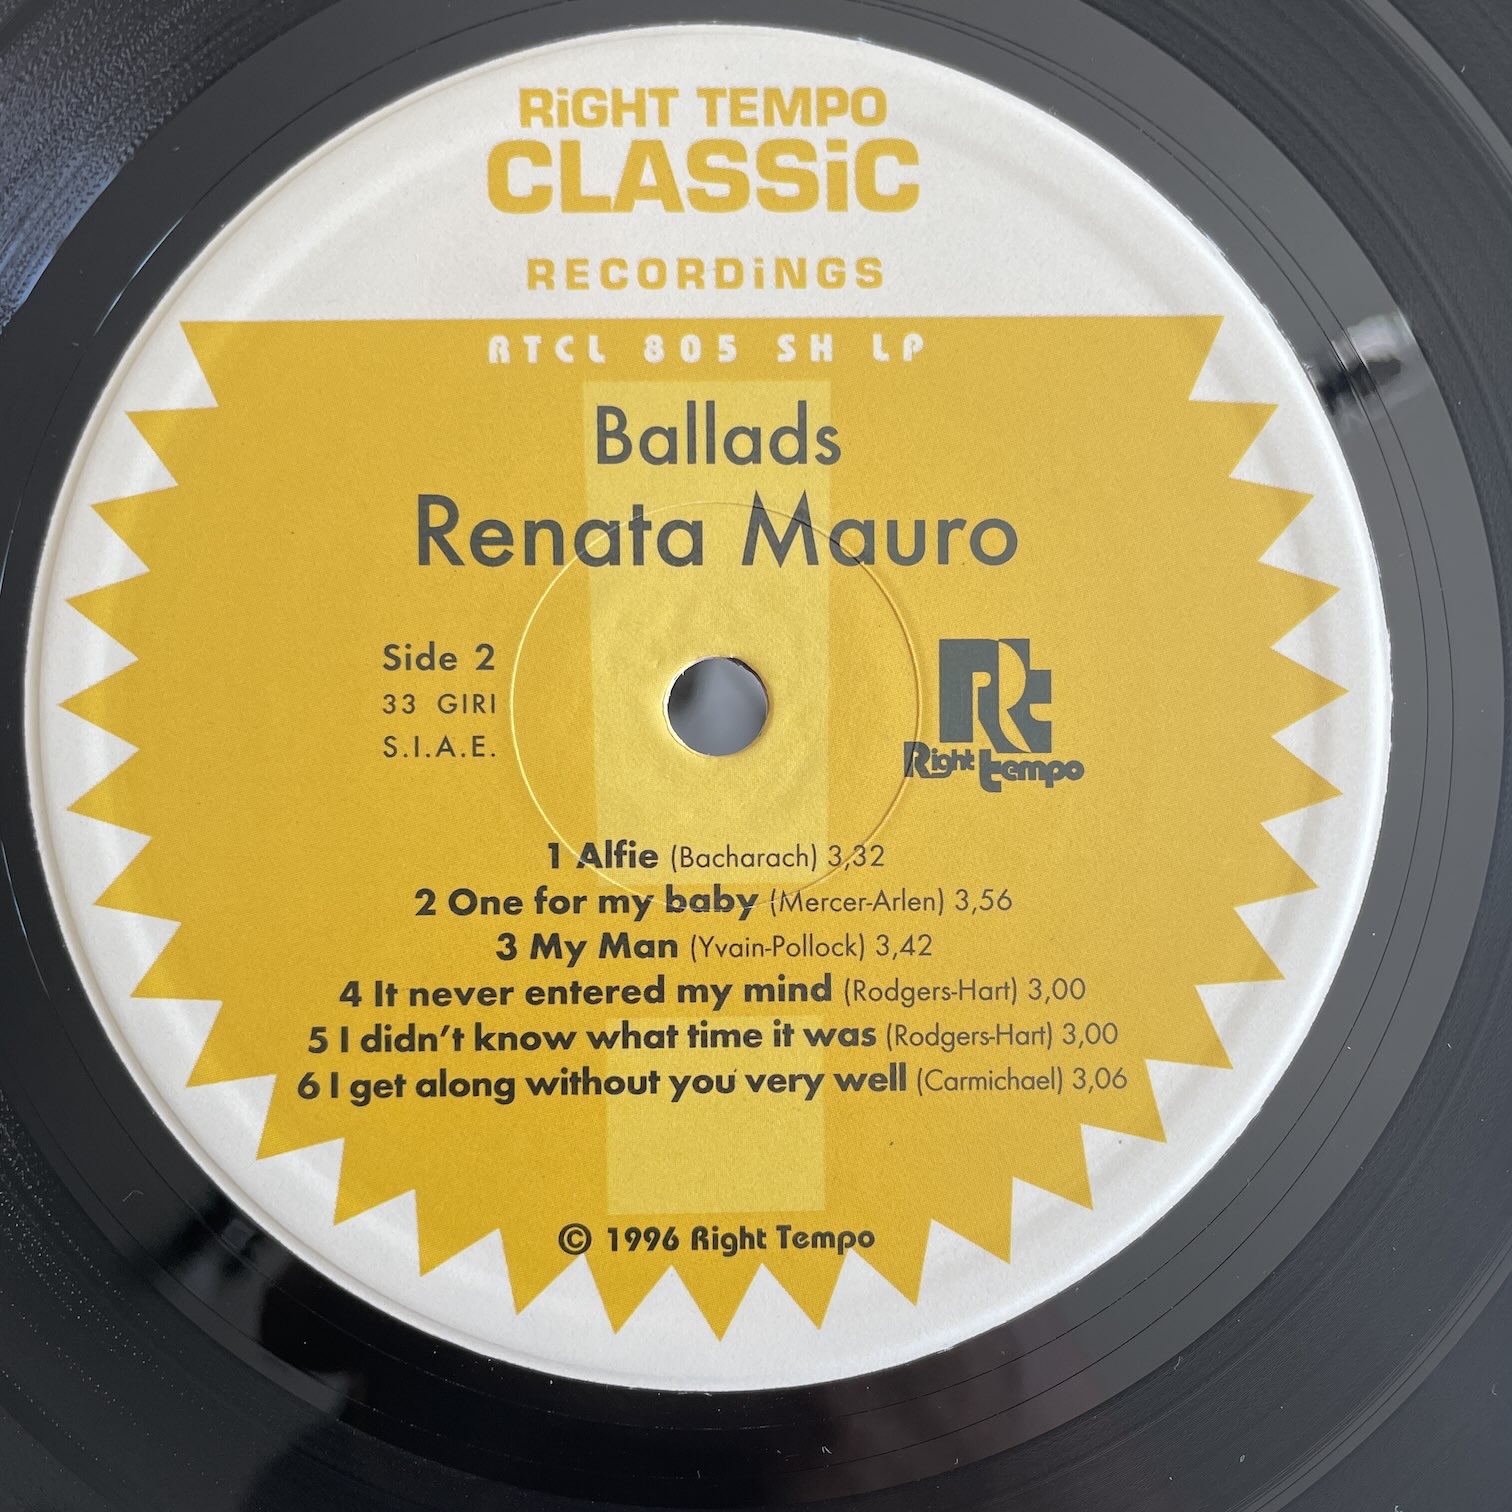 RiGHT TEMPO
CLASSiC
RECORDiNGS
RTCL 805 SH LP
Ballads
Renata Mauro
Side 2
33 GIRI
S.I.A.E.
Rt
Right tempo
1 Alfie (Bacharach) 3,32
2 One for my baby (Mercer-Arlen) 3,56
3 My Man (Yvain-Pollock) 3,42
4 It never entered my mind (Rodgers-Hart) 3,00
5 I didn't know what time it was (Rodgers-Hart) 3,00
6 I get along without you very well (Carmichael) 3,06
© 1996 Right Tempo